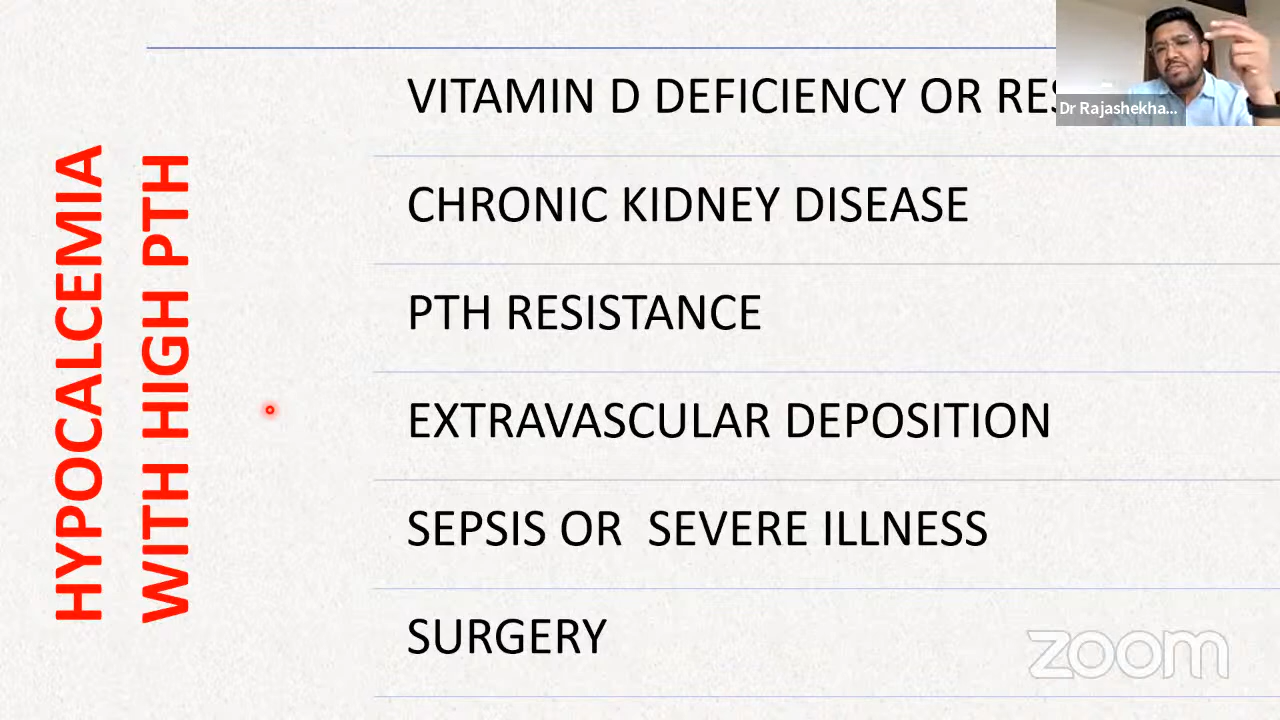 HYPOCALCEMIA
WITH HIGH PTH
VITAMIN D DEFICIENCY OR
CHRONIC KIDNEY DISEASE
PTH RESISTANCE
EXTRAVASCULAR DEPOSITION
SEPSIS OR SEVERE ILLNESS
SURGERY
Dr Rajashekha...
zoom